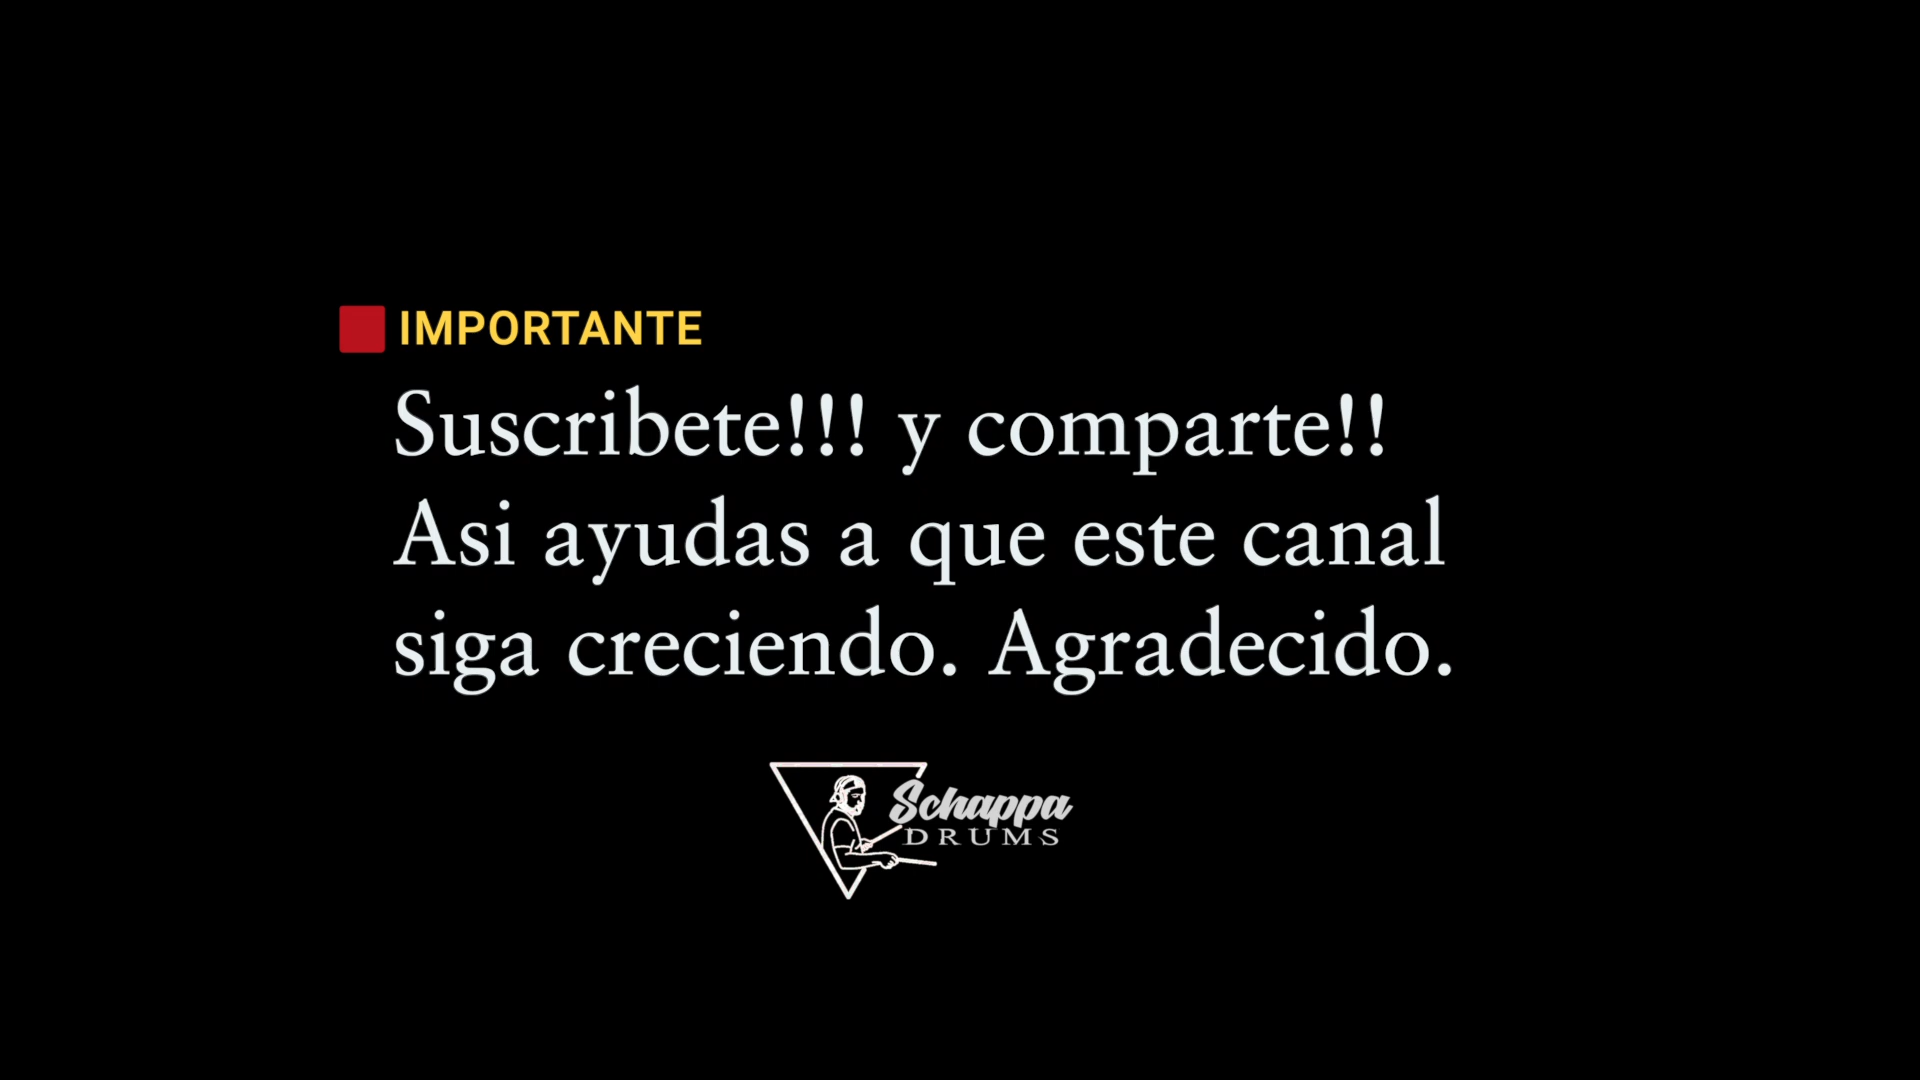 IMPORTANTE
Suscribete!!! y comparte!!
Asi ayudas a que este canal
siga creciendo. Agradecido.
Schappa
DRUMS